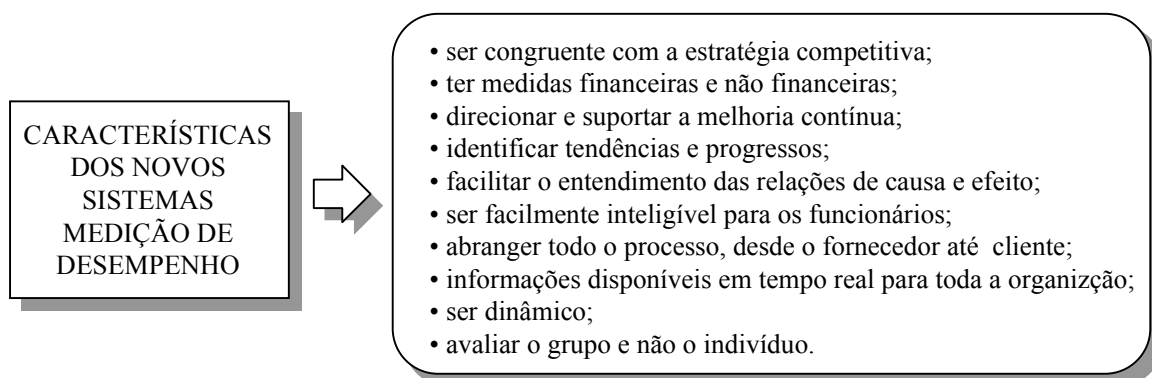 CARACTERÍSTICAS
DOS NOVOS
SISTEMAS
MEDIÇÃO DE
DESEMPENHO
• ser congruente com a estratégia competitiva;
• ter medidas financeiras e não financeiras;
• direcionar e suportar a melhoria contínua;
• identificar tendências e progressos;
• facilitar o entendimento das relações de causa e efeito;
• ser facilmente inteligível para os funcionários;
• abranger todo o processo, desde o fornecedor até cliente;
• informações disponíveis em tempo real para toda a organizção;
• ser dinâmico;
• avaliar o grupo e não o indivíduo.